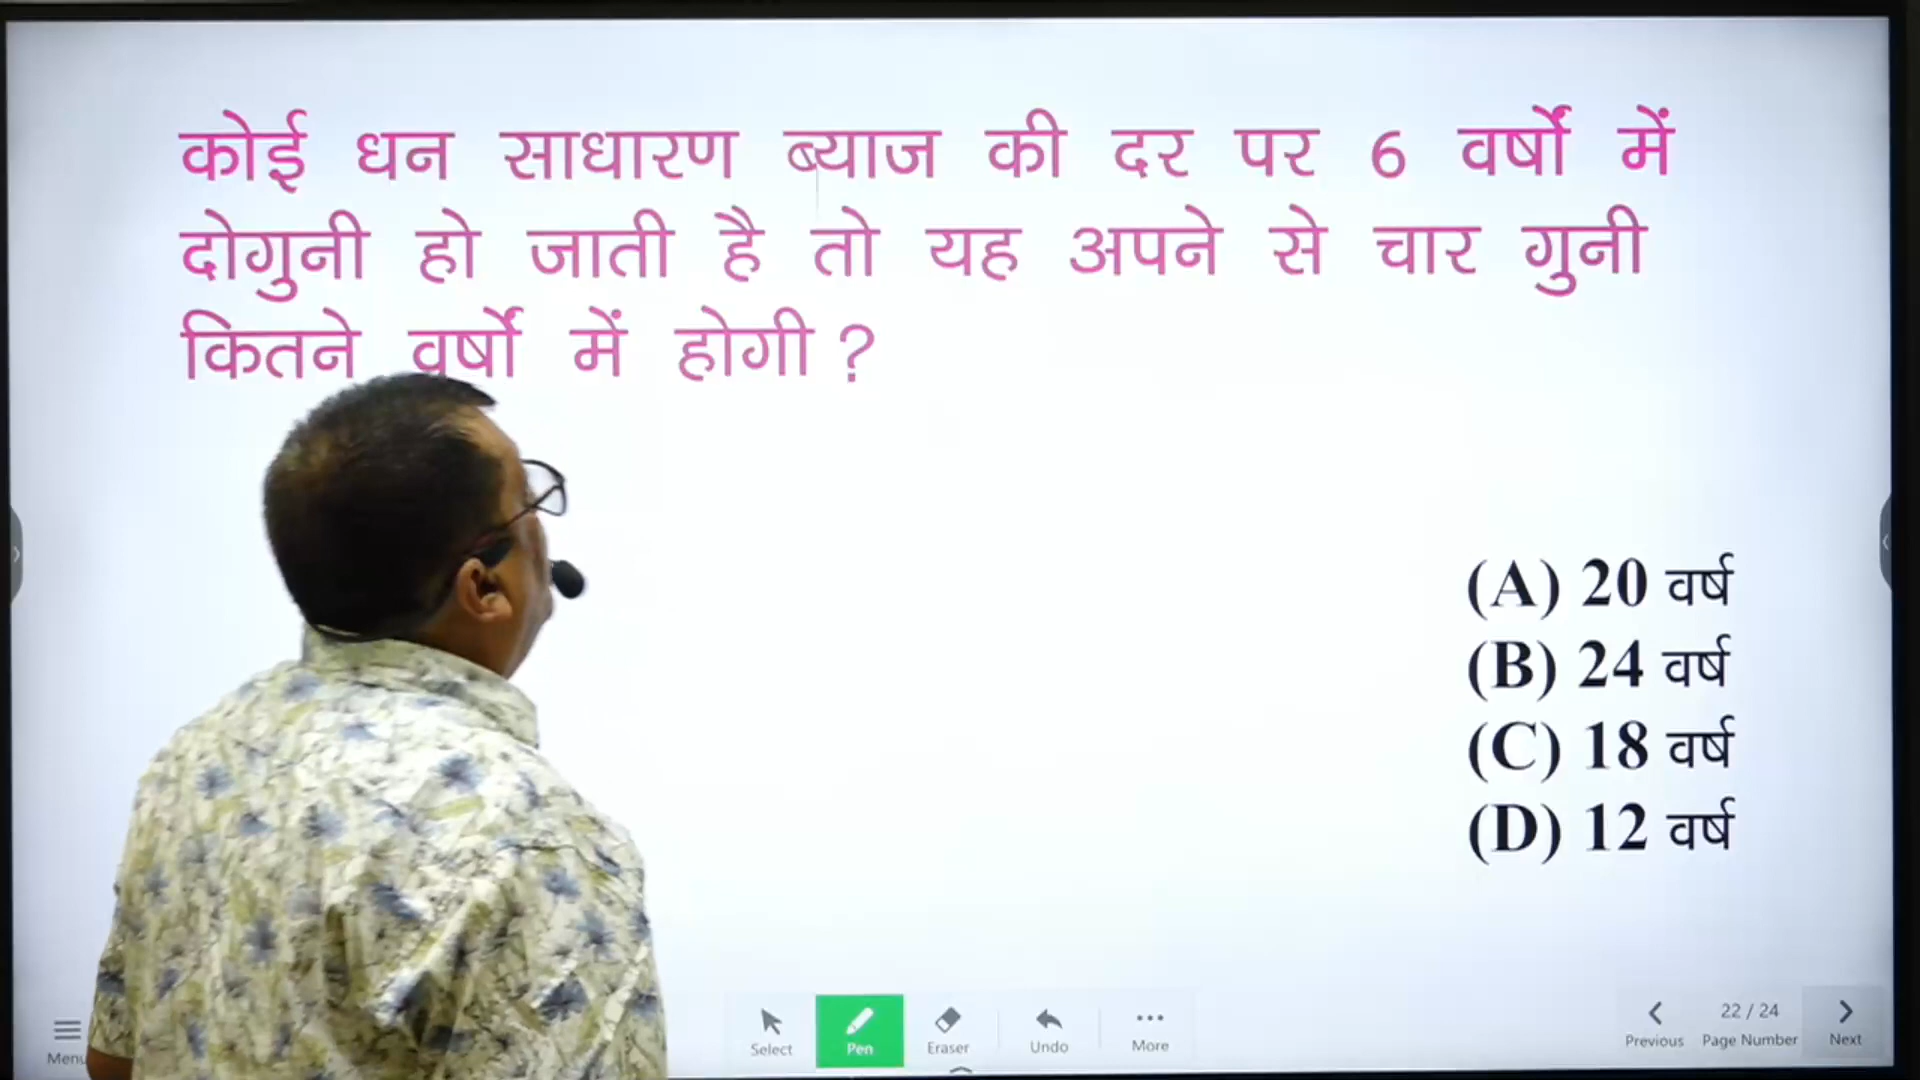 कोई धन साधारण ब्याज की दर पर 6 वर्षों में
दोगुनी हो जाती है तो यह अपने से चार गुनी
कितने वर्षों में होगी ?
(A) 20 वर्ष
(B) 24 वर्ष
(C) 18 वर्ष
(D) 12 वर्ष
Menu
Select
Pen
Eraser
Undo
More
Previous
22 / 24
Page Number
Next